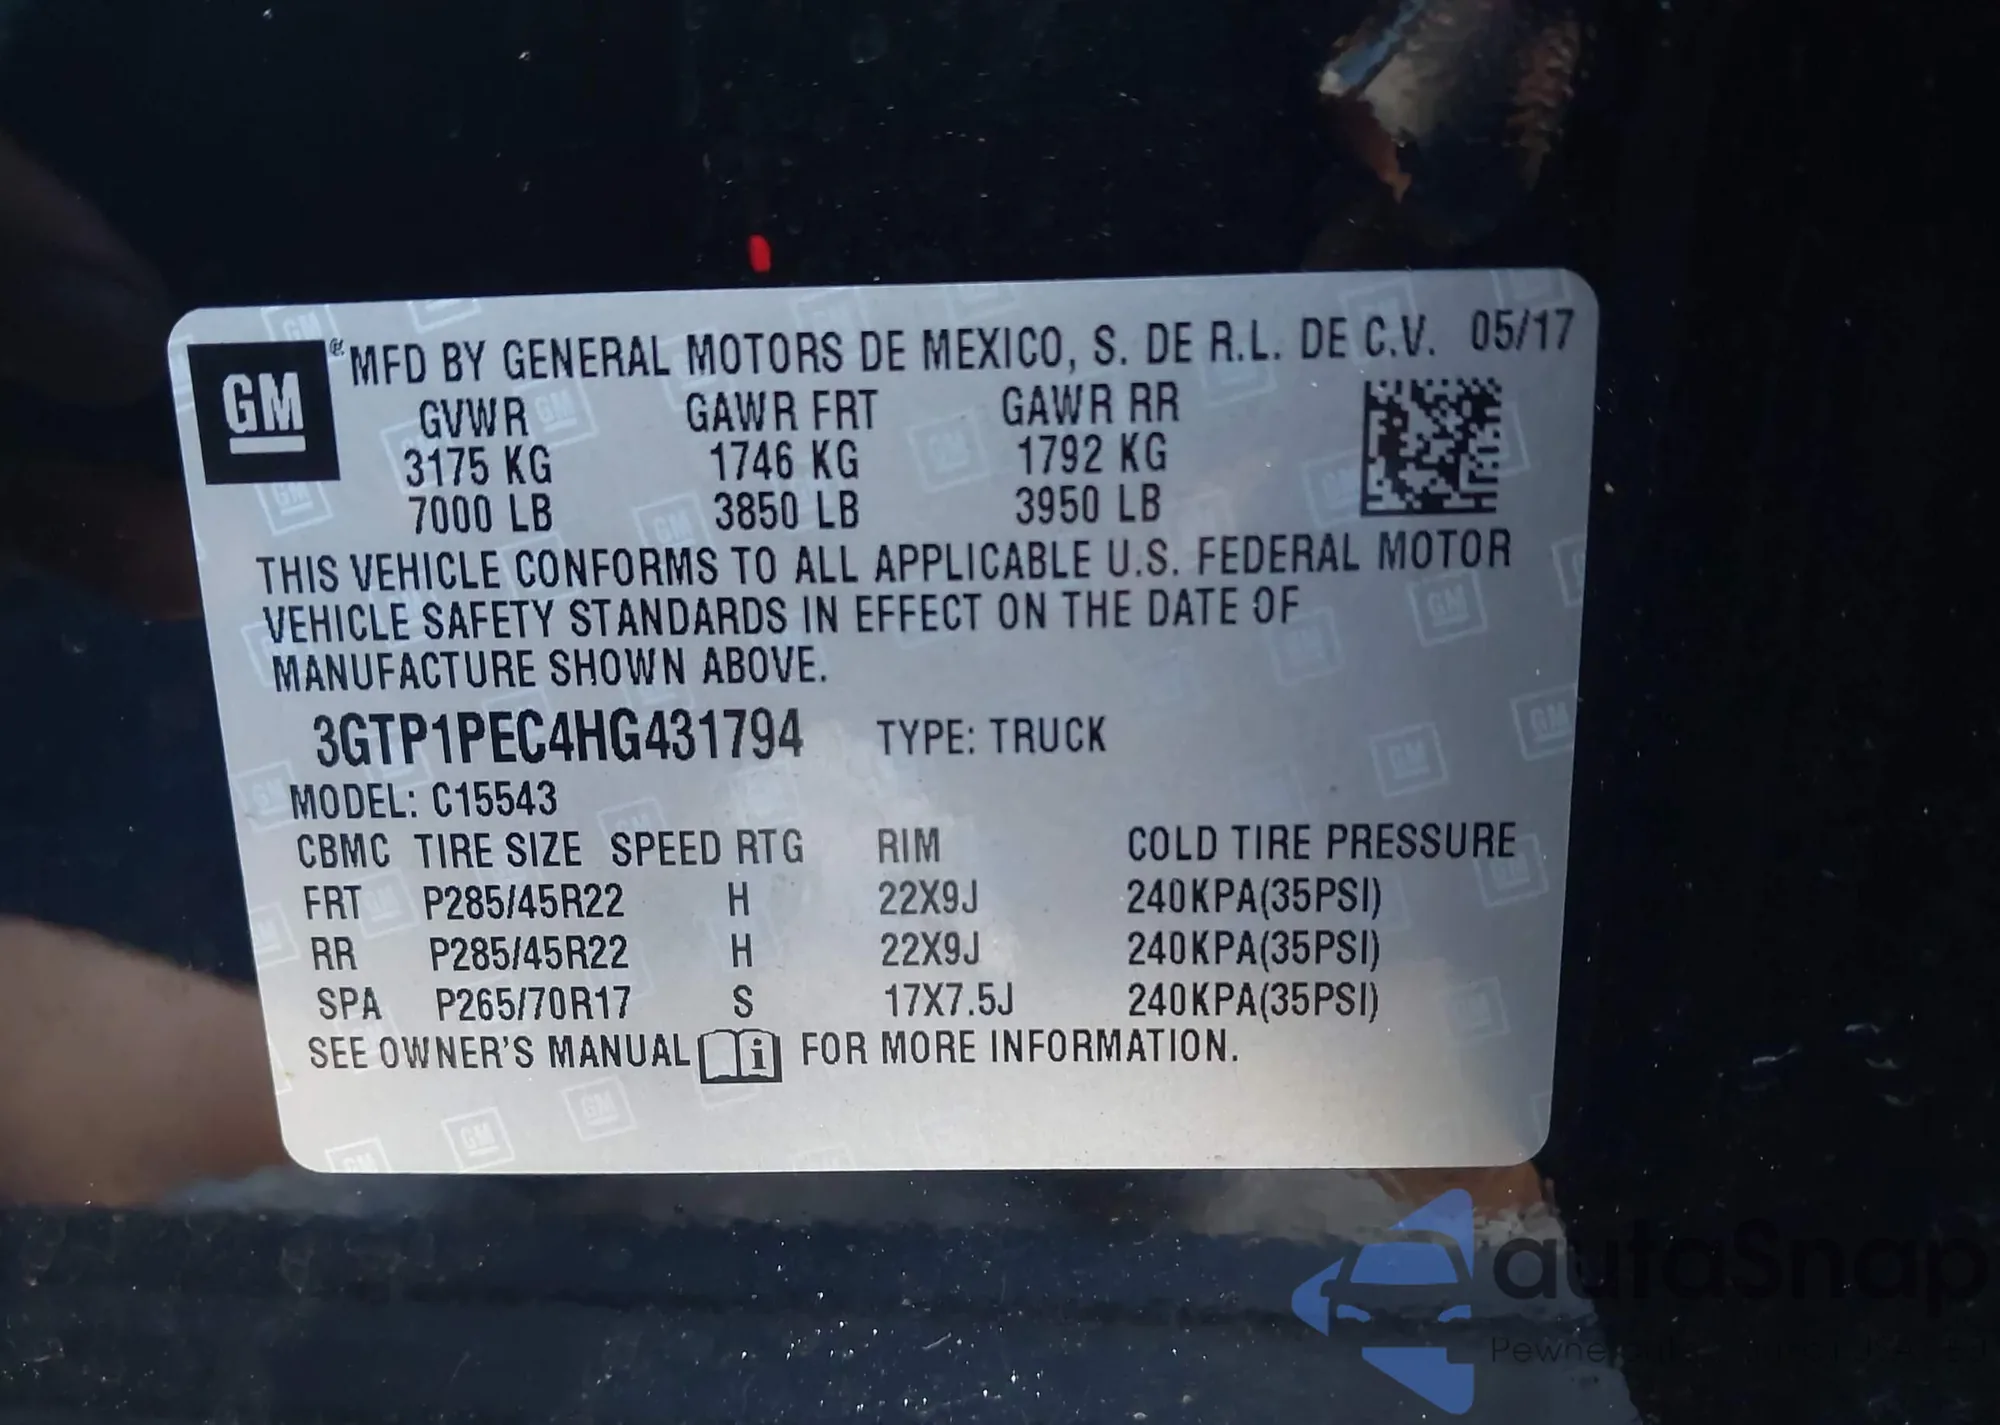 GM ® MFD BY GENERAL MOTORS DE MEXICO, S. DE R.L. DE C.V. 05/17
GVWR GAWR FRT GAWR RR
3175 KG 1746 KG 1792 KG
7000 LB 3850 LB 3950 LB
THIS VEHICLE CONFORMS TO ALL APPLICABLE U.S. FEDERAL MOTOR
VEHICLE SAFETY STANDARDS IN EFFECT ON THE DATE OF
MANUFACTURE SHOWN ABOVE.
3GTP1PEC4HG431794 TYPE: TRUCK
MODEL: C15543
CBMC TIRE SIZE SPEED RTG RIM COLD TIRE PRESSURE
FRT P285/45R22 H 22X9J 240KPA(35PSI)
RR P285/45R22 H 22X9J 240KPA(35PSI)
SPA P265/70R17 S 17X7.5J 240KPA(35PSI)
SEE OWNER'S MANUAL i FOR MORE INFORMATION.
autaSnap